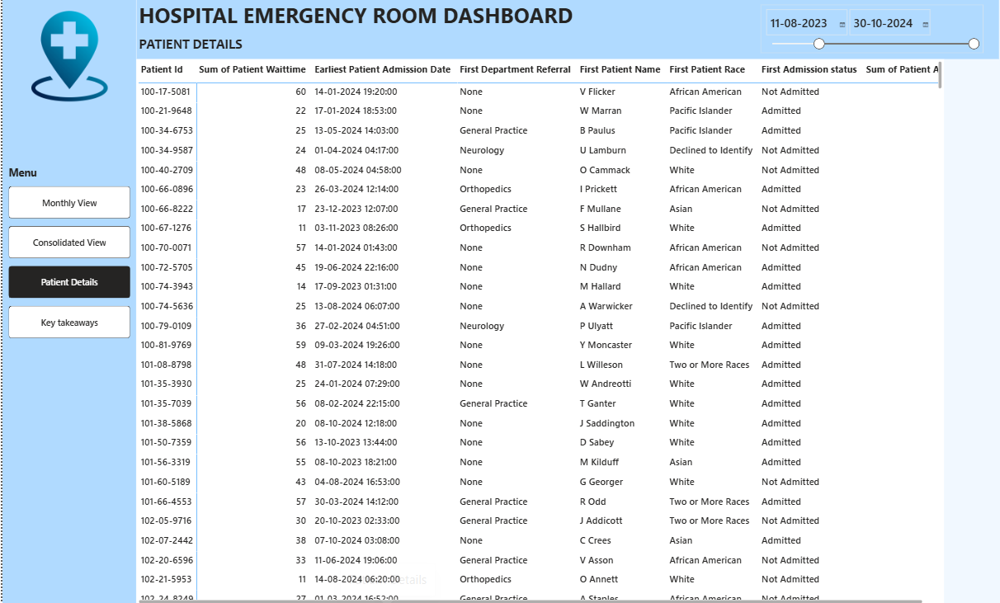 HOSPITAL EMERGENCY ROOM DASHBOARD
11-08-2023 30-10-2024
PATIENT DETAILS
Patient Id Sum of Patient Waittime Earliest Patient Admission Date First Department Referral First Patient Name First Patient Race First Admission status Sum of Patient A
100-17-5081 60 14-01-2024 19:20:00 None V Flicker African American Not Admitted
100-21-9648 22 17-01-2024 18:53:00 None W Marran Pacific Islander Admitted
100-34-6753 25 13-05-2024 14:03:00 General Practice B Paulus Pacific Islander Admitted
100-34-9587 24 01-04-2024 04:17:00 Neurology U Lamburn Declined to Identify Not Admitted
100-40-2709 48 08-05-2024 04:58:00 None O Cammack White Not Admitted
100-66-0896 23 26-03-2024 12:14:00 Orthopedics I Prickett African American Admitted
100-66-8222 17 23-12-2023 12:07:00 General Practice F Mullane Asian Not Admitted
100-67-1276 11 03-11-2023 08:26:00 Orthopedics S Hallbird White Admitted
100-70-0071 57 14-01-2024 01:43:00 None R Downham African American Not Admitted
100-72-5705 45 19-06-2024 22:16:00 None N Dudny African American Admitted
100-74-3943 14 17-09-2023 01:31:00 None M Hallard White Admitted
100-74-5636 25 13-08-2024 06:07:00 None A Warwicker Declined to Identify Not Admitted
100-79-0109 36 27-02-2024 04:51:00 Neurology P Ulyatt Pacific Islander Admitted
100-81-9769 59 09-03-2024 19:26:00 None Y Moncaster White Admitted
101-08-8798 48 31-07-2024 14:18:00 None L Willeson Two or More Races Admitted
101-35-3930 25 24-01-2024 07:29:00 None W Andreotti White Admitted
101-35-7039 56 08-02-2024 22:15:00 General Practice T Ganter White Admitted
101-38-5868 20 08-10-2024 12:18:00 None J Saddington White Admitted
101-50-7359 56 13-10-2023 13:44:00 None D Sabey White Admitted
101-56-3319 55 08-10-2023 18:21:00 None M Kilduff Asian Admitted
101-60-5189 43 04-08-2024 16:53:00 None G Georger White Not Admitted
101-66-4553 57 30-03-2024 14:12:00 General Practice R Odd Two or More Races Admitted
102-05-9716 30 20-10-2023 02:33:00 General Practice J Addicott Two or More Races Not Admitted
102-07-2442 38 07-10-2024 03:08:00 None C Crees Asian Admitted
102-20-6596 33 11-06-2024 19:06:00 General Practice V Asson African American Not Admitted
102-21-5953 11 14-08-2024 06:20:00 Orthopedics O Annett White Not Admitted
102-24-8249 27 01-03-2024 16:52:00 General Practice A Staples African American Not Admitted
Menu
Monthly View
Consolidated View
Patient Details
Key takeaways